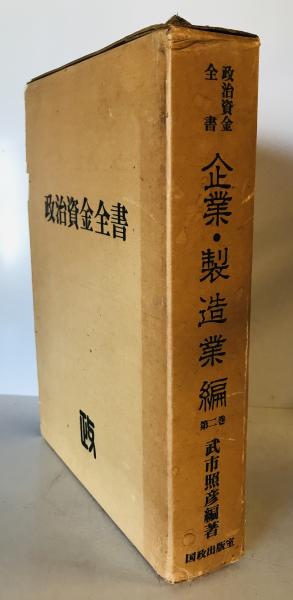 政治資金全書
政
政治資金
全書
企業・製造業編
第二巻
武市照彦編著
国政出版室